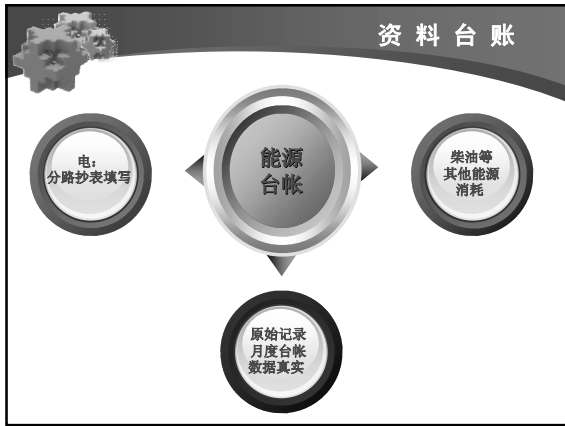 资料台账
能源
台帐
电：
分路抄表填写
柴油等
其他能源
消耗
原始记录
月度台帐
数据真实